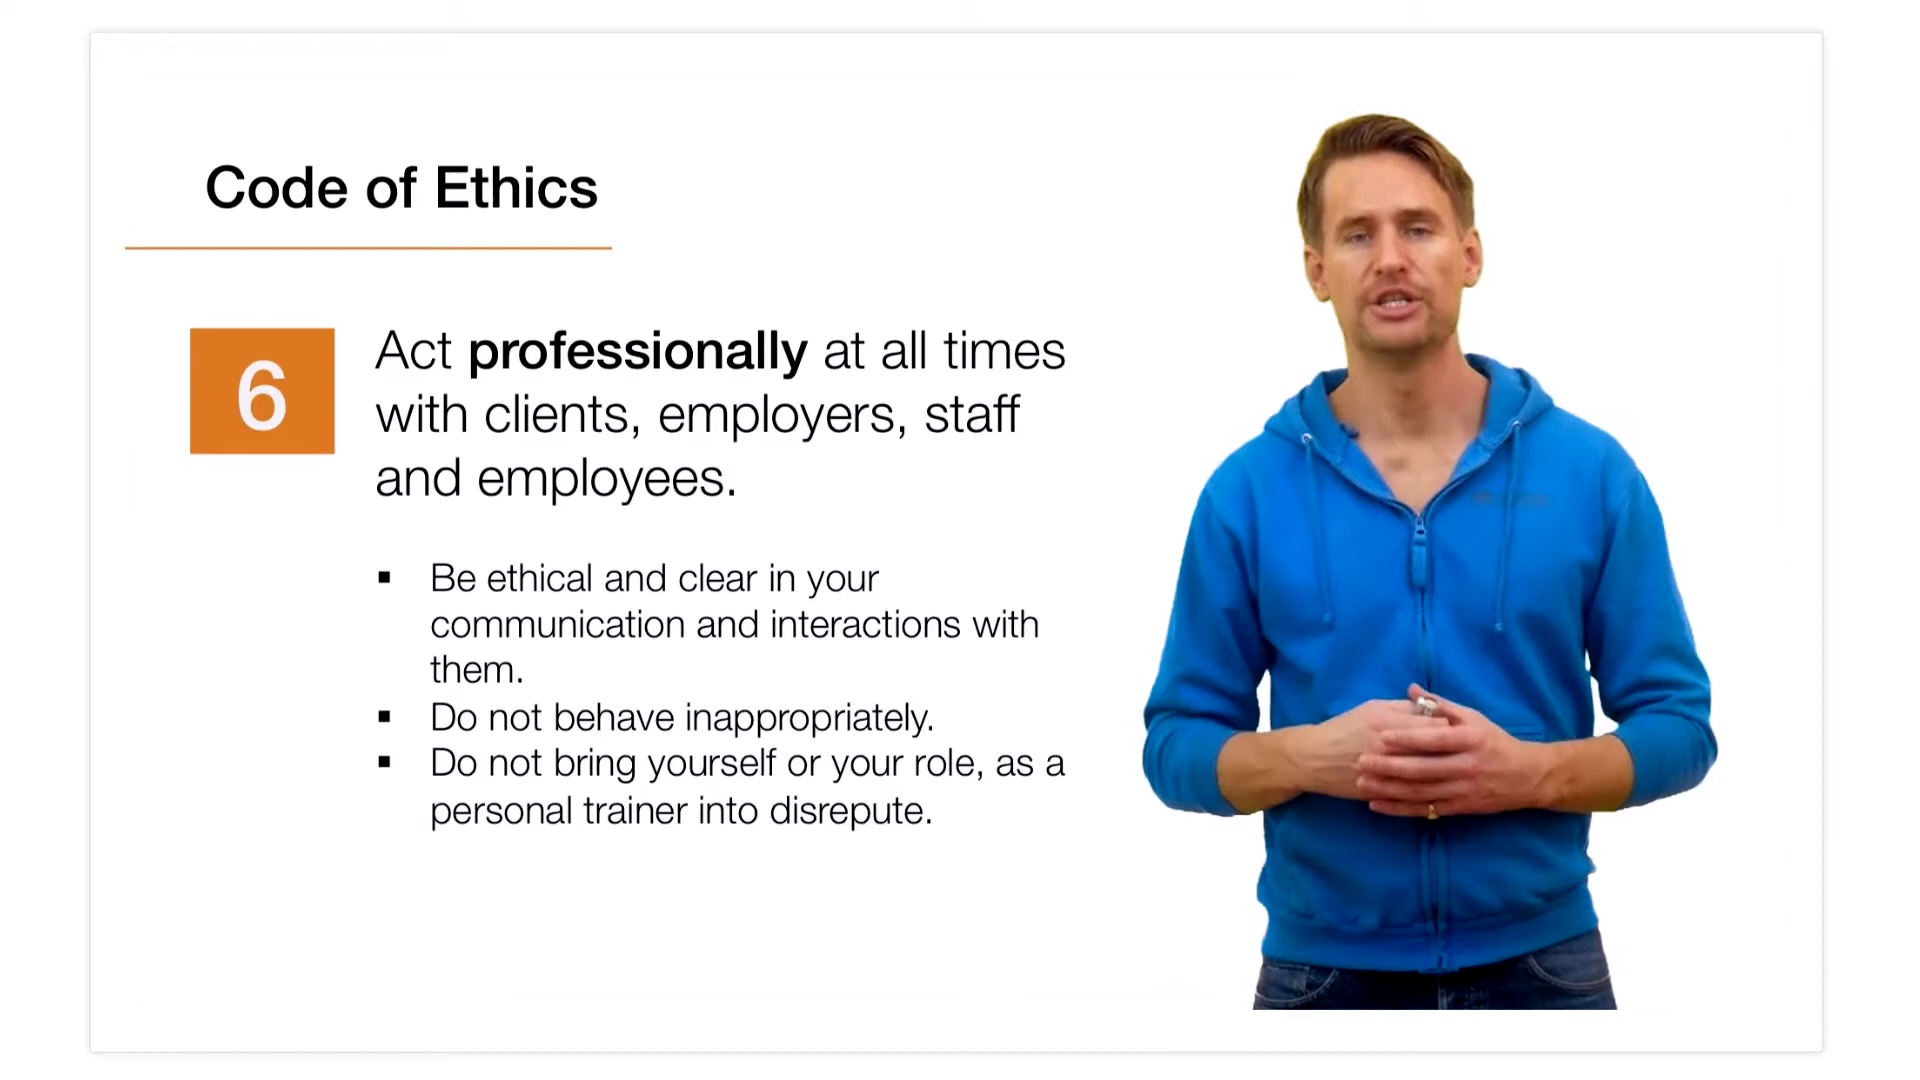 Code of Ethics
6
Act professionally at all times
with clients, employers, staff
and employees.
▪ Be ethical and clear in your
communication and interactions with
them.
▪ Do not behave inappropriately.
▪ Do not bring yourself or your role, as a
personal trainer into disrepute.